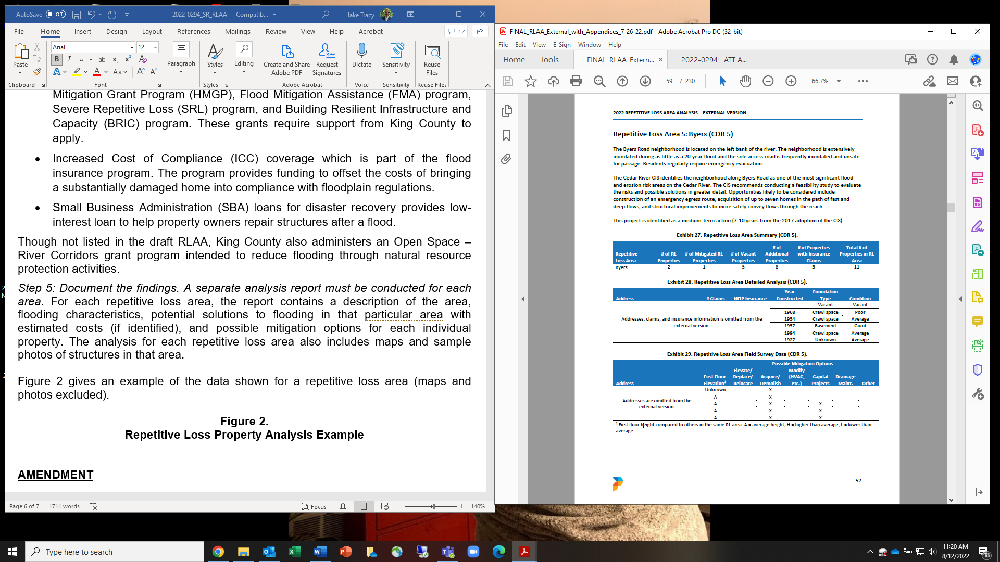 AutoSave Off 2022-0294_SR_RLAA - Compatib... Jake Tracy
File Home Insert Design Layout References Mailings Review View Help Acrobat
Arial 12
Paste
B I U ab x2 x2
A A Aa A A
Paragraph Styles Editing
Create and Share Adobe PDF
Request Signatures
Dictate
Sensitivity
Reuse Files
Clipboard Font Styles Adobe Acrobat Voice Sensitivity Reuse Files
Mitigation Grant Program (HMGP), Flood Mitigation Assistance (FMA) program,
Severe Repetitive Loss (SRL) program, and Building Resilient Infrastructure and
Capacity (BRIC) program. These grants require support from King County to
apply.
• Increased Cost of Compliance (ICC) coverage which is part of the flood
insurance program. The program provides funding to offset the costs of bringing
a substantially damaged home into compliance with floodplain regulations.
• Small Business Administration (SBA) loans for disaster recovery provides low-
interest loan to help property owners repair structures after a flood.
Though not listed in the draft RLAA, King County also administers an Open Space –
River Corridors grant program intended to reduce flooding through natural resource
protection activities.
Step 5: Document the findings. A separate analysis report must be conducted for each
area. For each repetitive loss area, the report contains a description of the area,
flooding characteristics, potential solutions to flooding in that particular area with
estimated costs (if identified), and possible mitigation options for each individual
property. The analysis for each repetitive loss area also includes maps and sample
photos of structures in that area.
Figure 2 gives an example of the data shown for a repetitive loss area (maps and
photos excluded).
Figure 2.
Repetitive Loss Property Analysis Example
AMENDMENT
Page 6 of 7 1711 words Focus 140%
FINAL_RLAA_External_with_Appendices_7-26-22.pdf - Adobe Acrobat Pro DC (32-bit)
File Edit View E-Sign Window Help
Home Tools FINAL_RLAA_Extern... 2022-0294__ATT A...
59 / 230 66.7%
2022 REPETITIVE LOSS AREA ANALYSIS – EXTERNAL VERSION
Repetitive Loss Area 5: Byers (CDR 5)
The Byers Road neighborhood is located on the left bank of the river. The neighborhood is extensively
inundated during as little as a 20-year flood and the sole access road is frequently inundated and unsafe
for passage. Residents regularly require emergency evacuation.
The Cedar River CIS identifies the neighborhood along Byers Road as one of the most significant flood
and erosion risk areas on the Cedar River. The CIS recommends conducting a feasibility study to evaluate
the risks and possible solutions in greater detail. Opportunities likely to be considered include
construction of an emergency egress route, acquisition of up to seven homes in the path of fast and
deep flows, and structural improvements to more safely convey flows through the reach.
This project is identified as a medium-term action (7-10 years from the 2017 adoption of the CIS).
Exhibit 27. Repetitive Loss Area Summary (CDR 5).
Repetitive Loss Area # of RL Properties # of Mitigated RL Properties # of Vacant Properties # of Additional Properties # of Properties with Insurance Claims Total # of Properties in RL Area
Byers 2 1 5 8 3 11
Exhibit 28. Repetitive Loss Area Detailed Analysis (CDR 5).
Address # Claims NFIP Insurance Year Constructed Foundation Type Condition
Addresses, claims, and insurance information is omitted from the
external version.
Vacant Vacant
1968 Crawl space Poor
1954 Crawl space Average
1957 Basement Good
1994 Crawl space Average
1927 Unknown Average
Exhibit 29. Repetitive Loss Area Field Survey Data (CDR 5).
Possible Mitigation Options
Address First Floor Elevation1 Elevate/ Replace/ Relocate Acquire/ Demolish Modify (HVAC, etc.) Capital Projects Drainage Maint. Other
Addresses are omitted from the
external version.
Unknown X
A X
A X X
A X X
A X X
1 First floor height compared to others in the same RL area. A = average height, H = higher than average, L = lower than
average
52
Type here to search
11:20 AM
8/12/2022
18